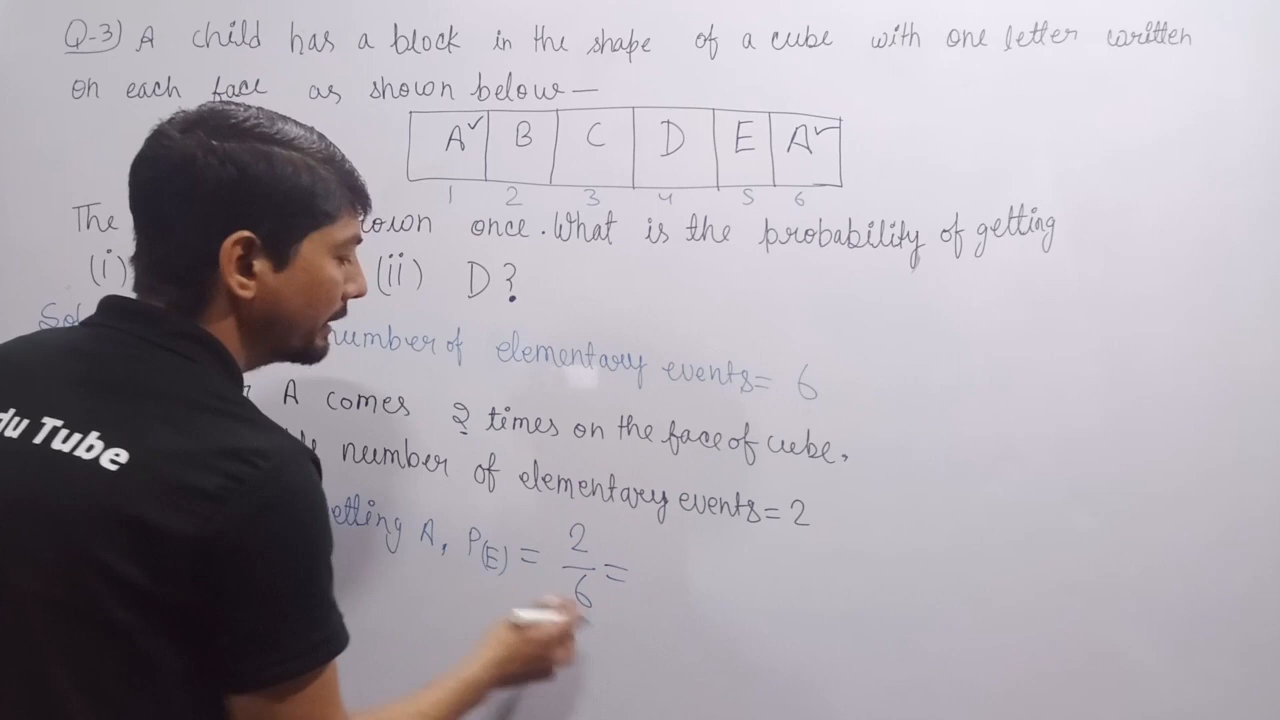 Q-3) A child has a block in the shape of a cube with one letter written
on each face as shown below —
A✓ B C D E A✓
1 2 3 4 5 6
The own once. What is the probability of getting
(i) (ii) D?
Sol number of elementary events = 6
A comes 2 times on the face of cube.
number of elementary events = 2
etting A, P(E) = 2/6 =
du Tube